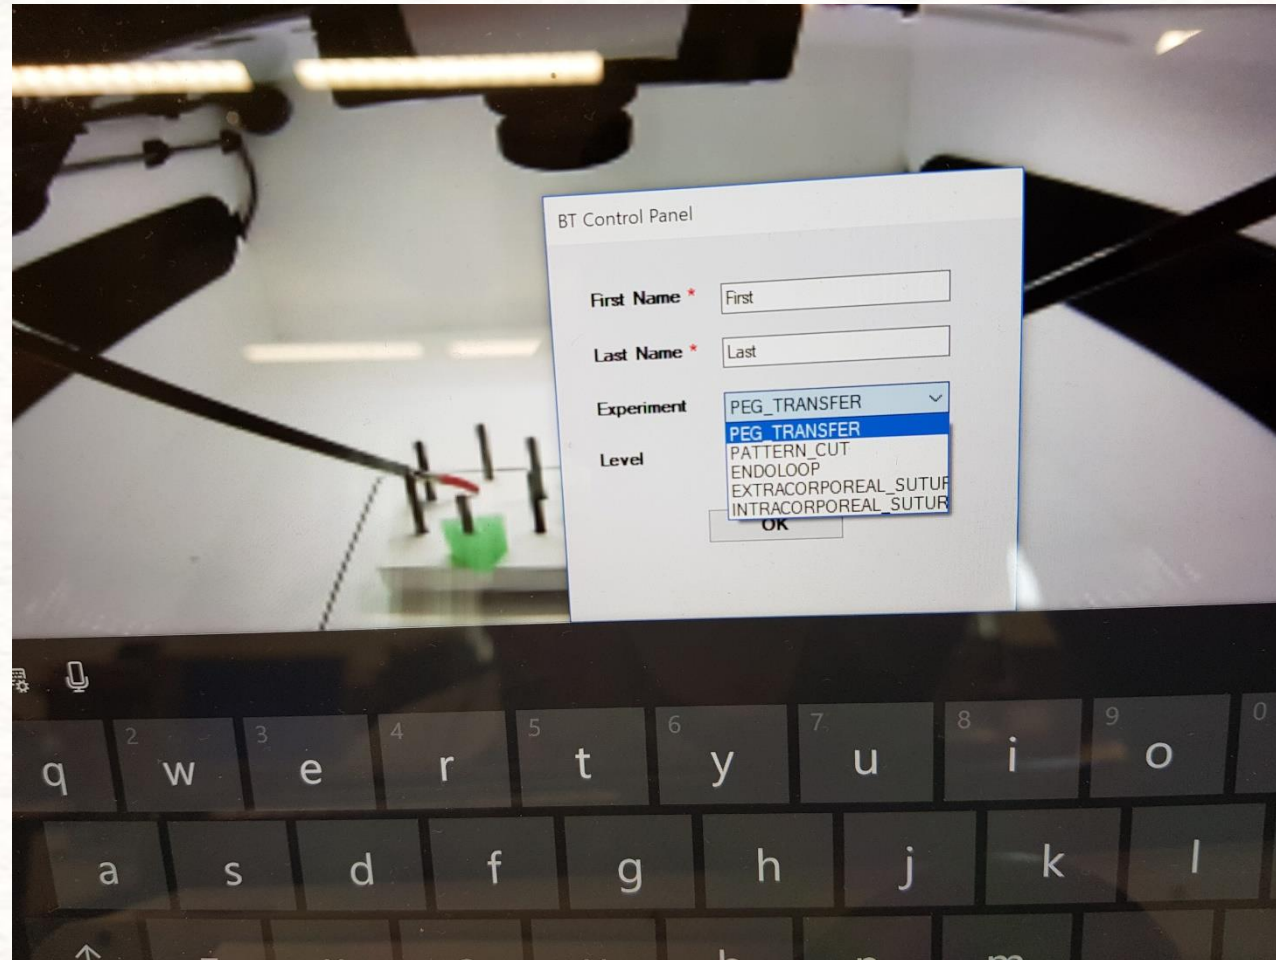 BT Control Panel
First Name * First
Last Name * Last
Experiment PEG_TRANSFER
PEG_TRANSFER
PATTERN_CUT
Level
ENDOLOOP
EXTRACORPOREAL_SUTUR
INTRACORPOREAL_SUTUR
OK
2 3 4 5 6 7 8 9 0
q w e r t y u i o
a s d f g h j k l